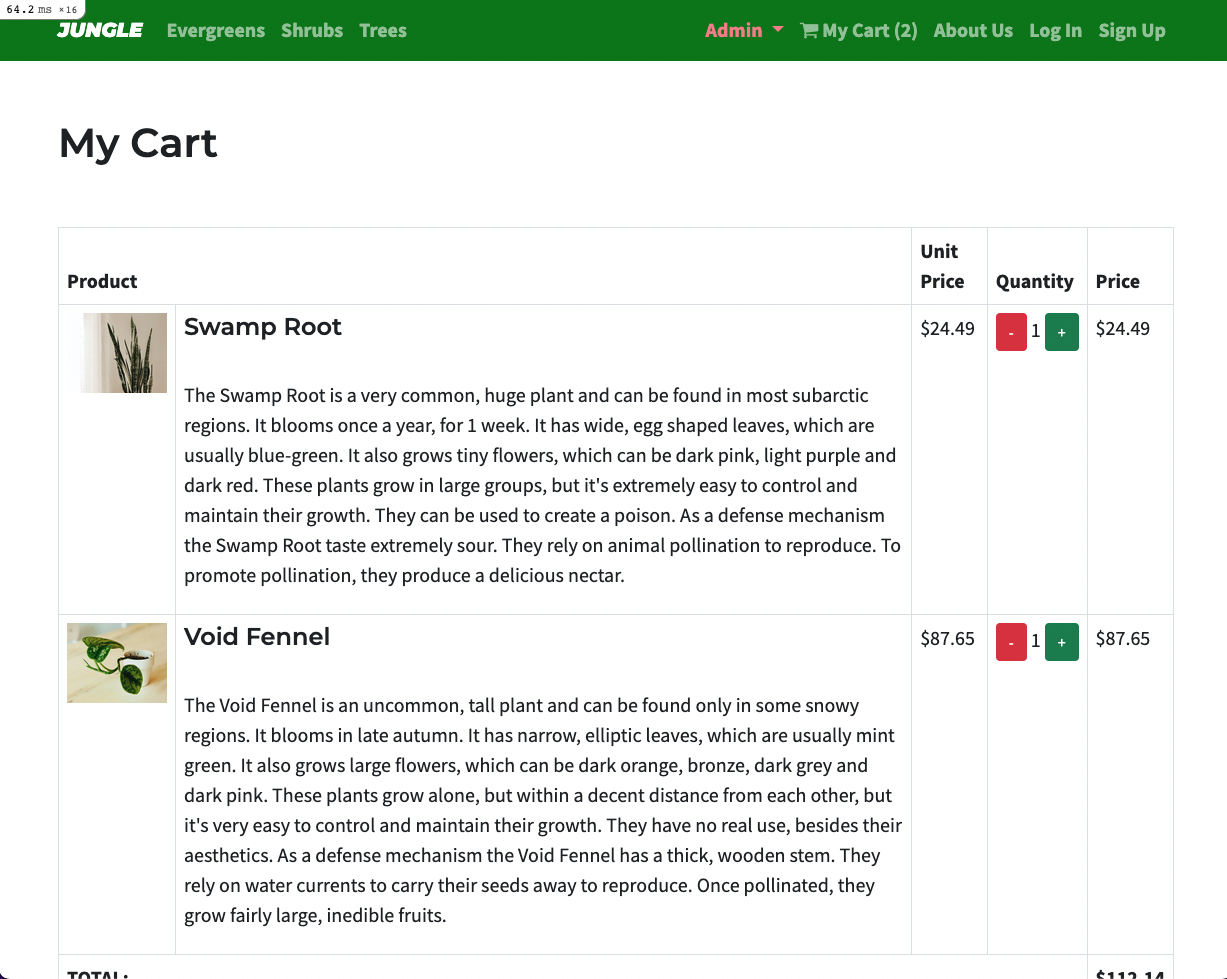 64.2 ms ×16
JUNGLE Evergreens Shrubs Trees Admin My Cart (2) About Us Log In Sign Up
My Cart
Product Unit Price Quantity Price
Swamp Root $24.49 - 1 + $24.49
The Swamp Root is a very common, huge plant and can be found in most subarctic
regions. It blooms once a year, for 1 week. It has wide, egg shaped leaves, which are
usually blue-green. It also grows tiny flowers, which can be dark pink, light purple and
dark red. These plants grow in large groups, but it's extremely easy to control and
maintain their growth. They can be used to create a poison. As a defense mechanism
the Swamp Root taste extremely sour. They rely on animal pollination to reproduce. To
promote pollination, they produce a delicious nectar.
Void Fennel $87.65 - 1 + $87.65
The Void Fennel is an uncommon, tall plant and can be found only in some snowy
regions. It blooms in late autumn. It has narrow, elliptic leaves, which are usually mint
green. It also grows large flowers, which can be dark orange, bronze, dark grey and
dark pink. These plants grow alone, but within a decent distance from each other, but
it's very easy to control and maintain their growth. They have no real use, besides their
aesthetics. As a defense mechanism the Void Fennel has a thick, wooden stem. They
rely on water currents to carry their seeds away to reproduce. Once pollinated, they
grow fairly large, inedible fruits.
TOTAL: $112.14